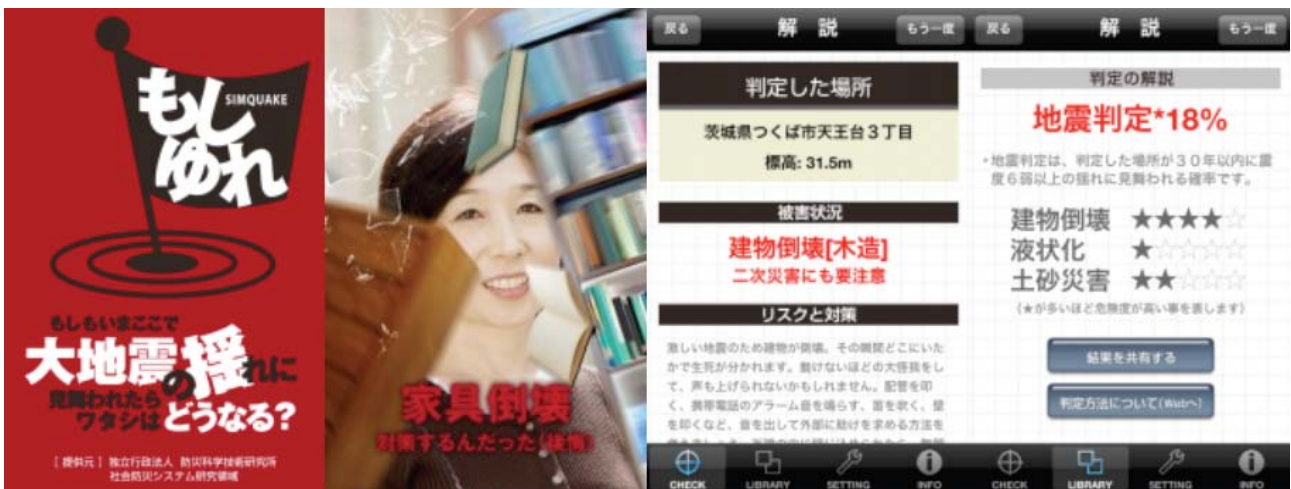 もし
ゆれ
SIMQUAKE
もしもいまここで
大地震の揺れに
見舞われたら
ワタシはどうなる?
[ 提供元 ] 独立行政法人 防災科学技術研究所
社会防災システム研究領域
家具倒壊
対策するんだった(後悔)
戻る
解 説
もう一度
判定した場所
茨城県つくば市天王台3丁目
標高: 31.5m
被害状況
建物倒壊[木造]
二次災害にも要注意
リスクと対策
激しい地震のため建物が倒壊。その瞬間どこにいた
かで生死が分かれます。動けないほどの大怪我をし
て、声も上げられないかもしれません。配管を叩
く、携帯電話のアラーム音を鳴らす、笛を吹く、壁
を叩くなど、音を出して外部に助けを求める方法を
CHECK
LIBRARY
SETTING
INFO
戻る
解 説
もう一度
判定の解説
地震判定*18%
*地震判定は、判定した場所が30年以内に震
度6弱以上の揺れに見舞われる確率です。
建物倒壊 ★★★★☆
液状化 ★☆☆☆☆
土砂災害 ★★☆☆☆
(★が多いほど危険度が高い事を表します)
結果を共有する
判定方法について(Webへ)
CHECK
LIBRARY
SETTING
INFO